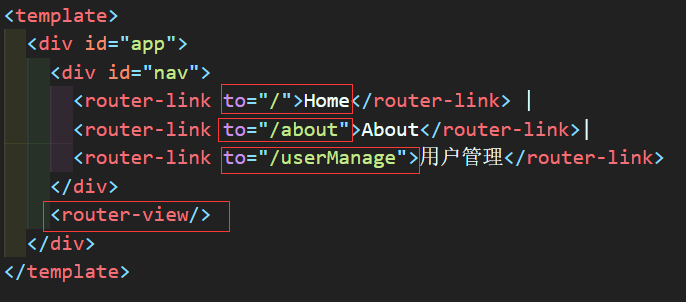 <template>
<div id="app">
<div id="nav">
<router-link to="/">Home</router-link> |
<router-link to="/about">About</router-link>|
<router-link to="/userManage">用户管理</router-link>
</div>
<router-view/>
</div>
</template>